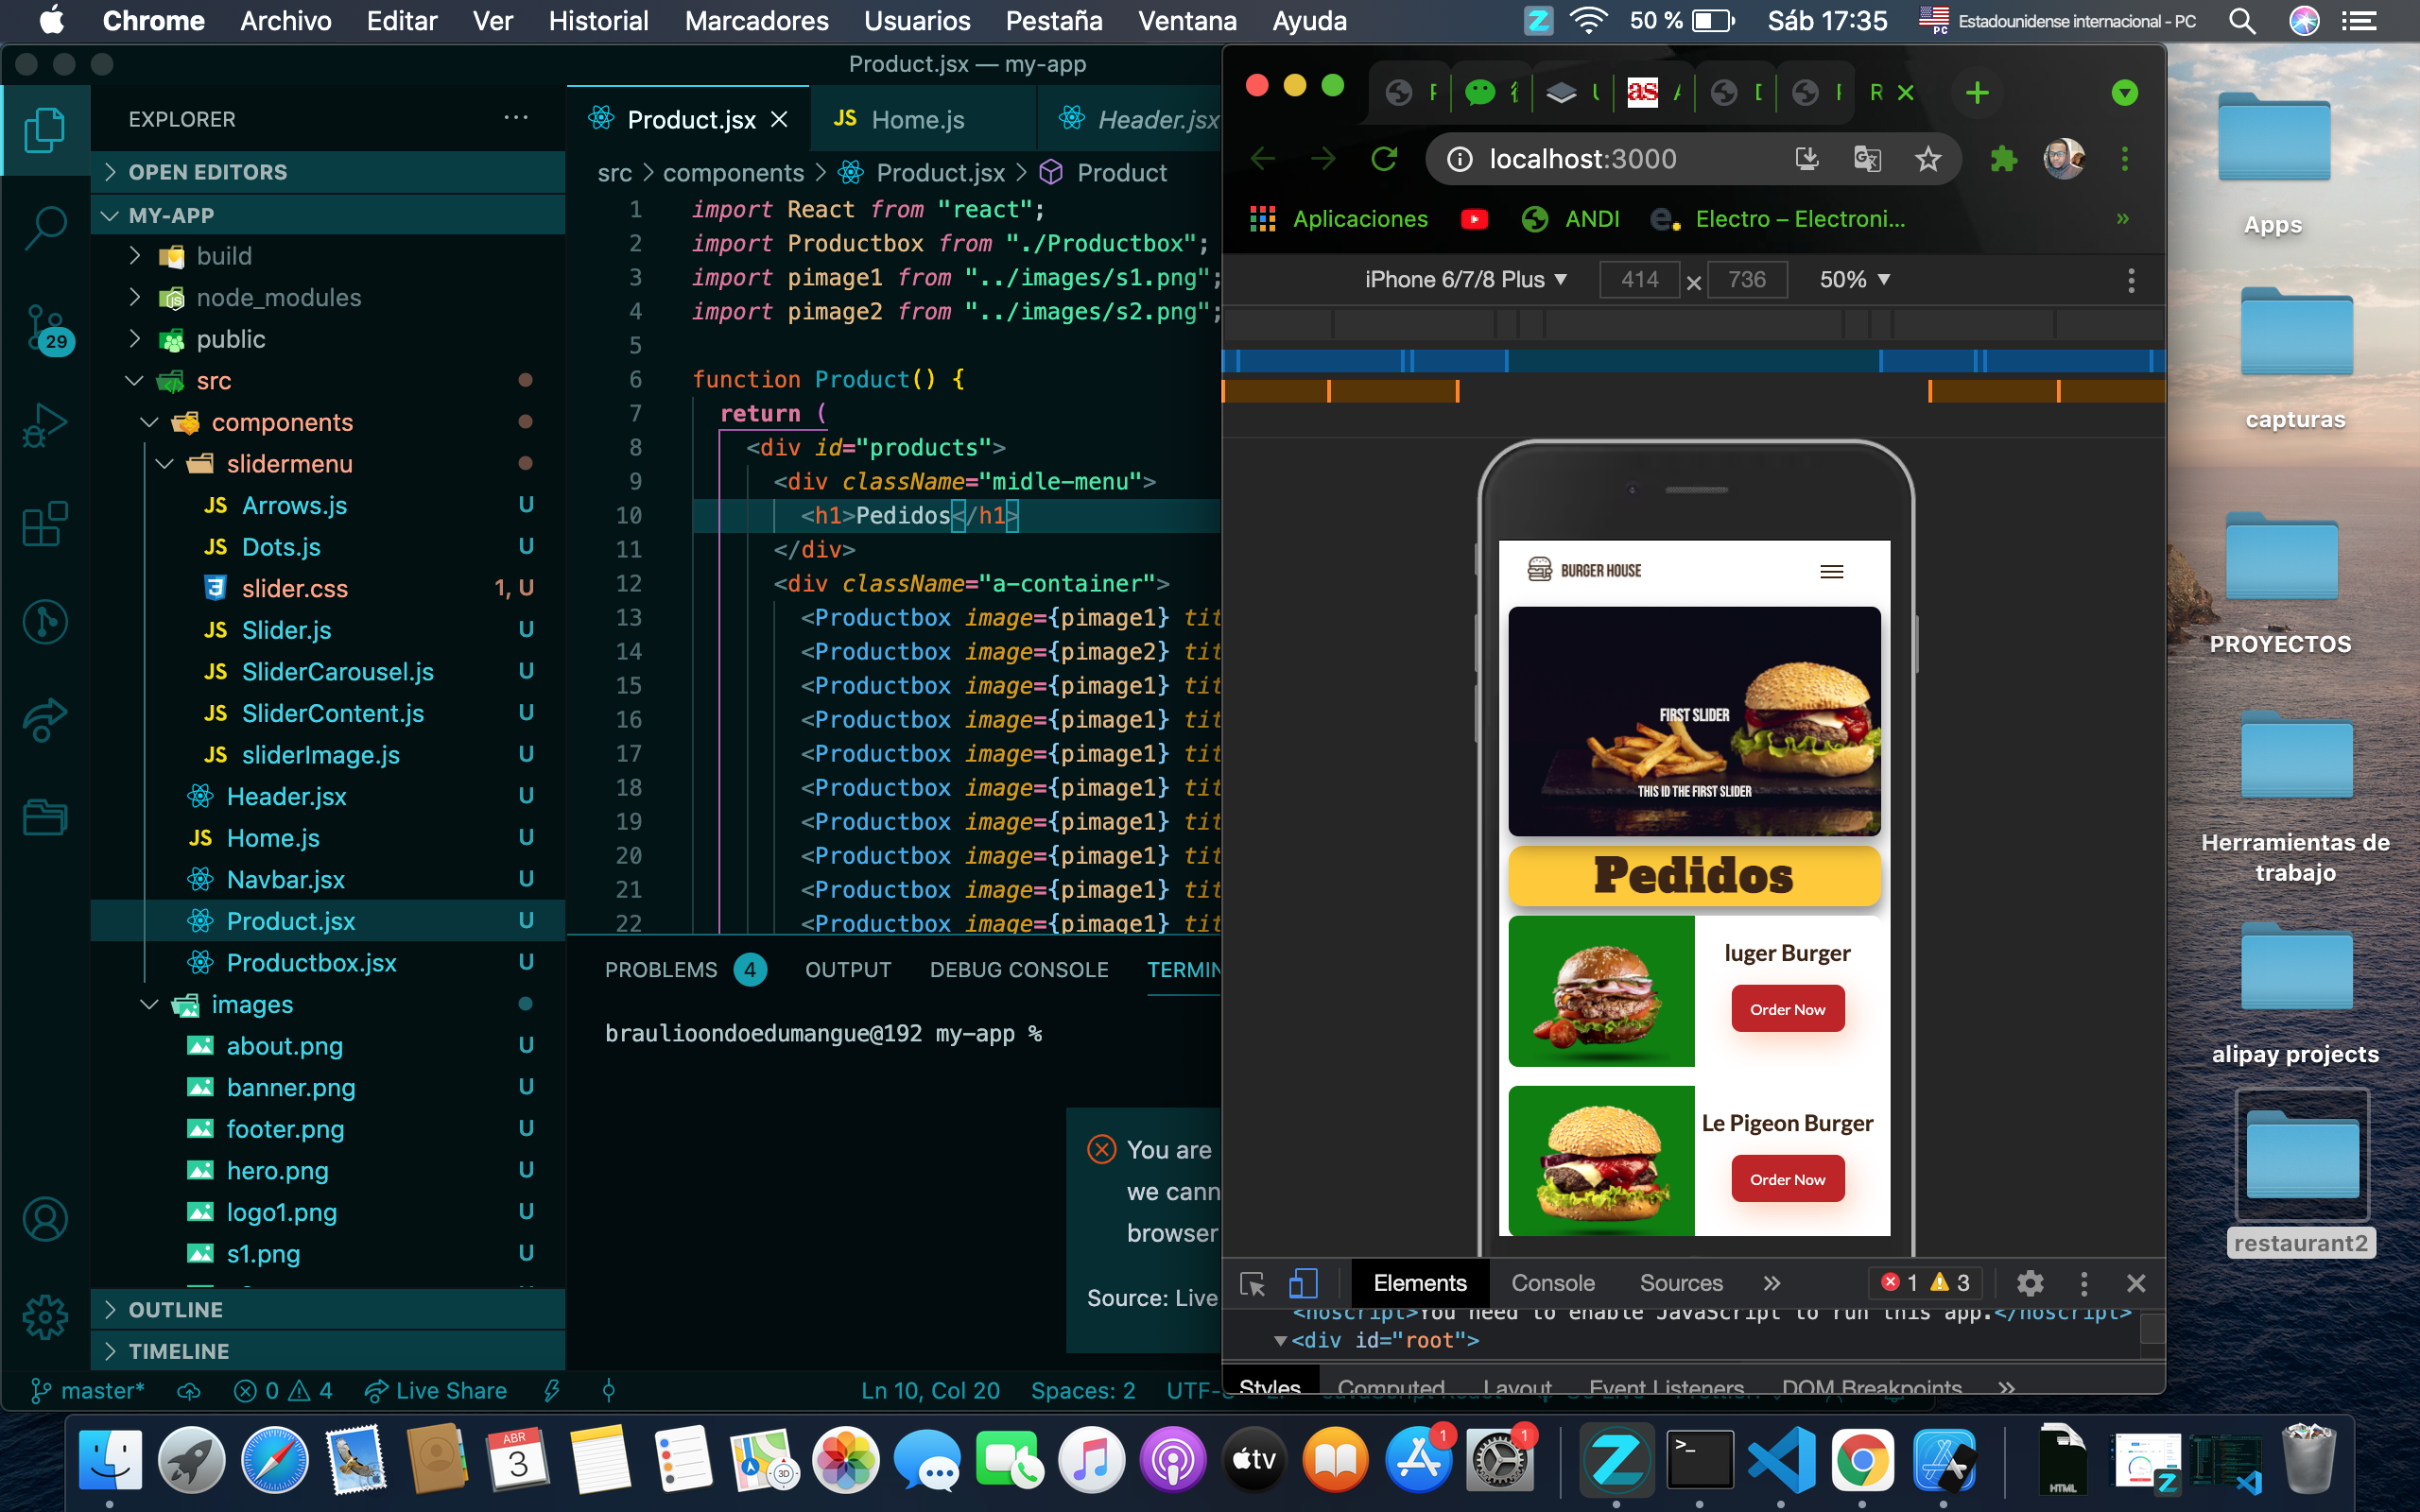 Chrome Archivo Editar Ver Historial Marcadores Usuarios Pestaña Ventana Ayuda
50 % Sáb 17:35 PC Estadounidense internacional - PC
Product.jsx — my-app
EXPLORER
OPEN EDITORS
MY-APP
build
node_modules
public
src
components
slidermenu
JS Arrows.js U
JS Dots.js U
slider.css 1, U
JS Slider.js U
JS SliderCarousel.js U
JS SliderContent.js U
JS sliderImage.js U
Header.jsx U
JS Home.js U
Navbar.jsx U
Product.jsx U
Productbox.jsx U
images
about.png U
banner.png U
footer.png U
hero.png U
logo1.png U
s1.png U
OUTLINE
TIMELINE
29
Product.jsx JS Home.js Header.jsx
src > components > Product.jsx > Product
1 import React from "react";
2 import Productbox from "./Productbox";
3 import pimage1 from "../images/s1.png";
4 import pimage2 from "../images/s2.png";
5
6 function Product() {
7 return (
8 <div id="products">
9 <div className="midle-menu">
10 <h1>Pedidos</h1>
11 </div>
12 <div className="a-container">
13 <Productbox image={pimage1} tit
14 <Productbox image={pimage2} tit
15 <Productbox image={pimage1} tit
16 <Productbox image={pimage1} tit
17 <Productbox image={pimage1} tit
18 <Productbox image={pimage1} tit
19 <Productbox image={pimage1} tit
20 <Productbox image={pimage1} tit
21 <Productbox image={pimage1} tit
22 <Productbox image={pimage1} tit
PROBLEMS 4 OUTPUT DEBUG CONSOLE TERMIN
braulioondoedumangue@192 my-app %
You are
we cann
browser
Source: Live
master* 0 4 Live Share Ln 10, Col 20 Spaces: 2 UTF-8
localhost:3000
Aplicaciones ANDI Electro – Electroni... »
iPhone 6/7/8 Plus 414 × 736 50%
BURGER HOUSE
FIRST SLIDER
THIS ID THE FIRST SLIDER
Pedidos
luger Burger
Order Now
Le Pigeon Burger
Order Now
Elements Console Sources » 1 3
<noscript>You need to enable JavaScript to run this app.</noscript>
<div id="root">
Styles Computed Layout Event Listeners DOM Breakpoints »
Apps
capturas
PROYECTOS
Herramientas de
trabajo
alipay projects
restaurant2
ABR
3
3D
tv
1
1
HTML